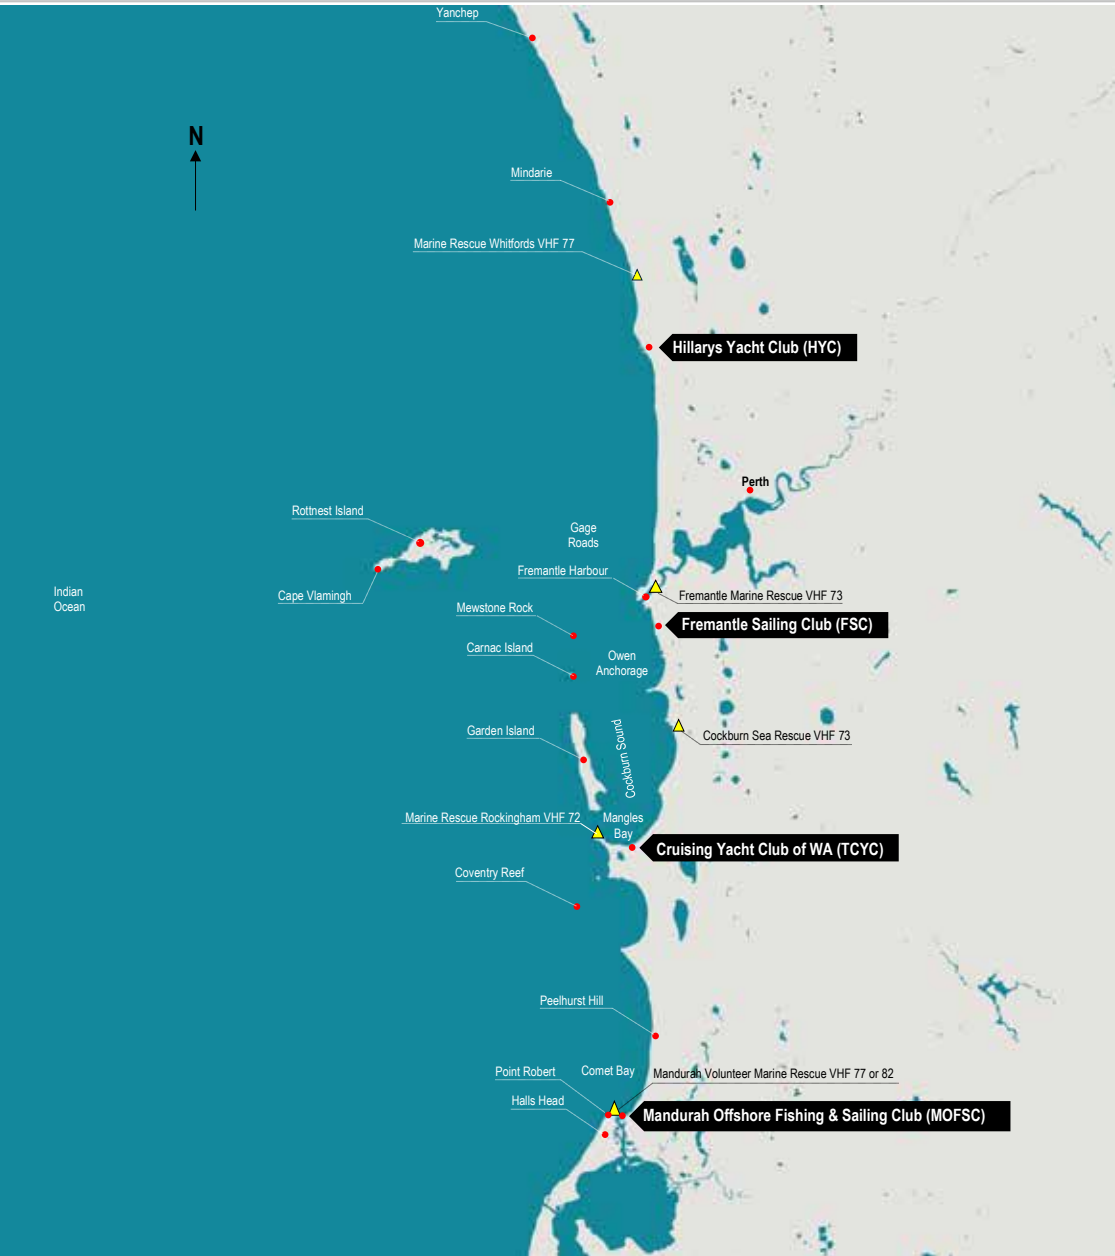 Yanchep
N
Mindarie
Marine Rescue Whitfords VHF 77
Hillarys Yacht Club (HYC)
Perth
Rottnest Island
Gage
Roads
Fremantle Harbour
Indian
Ocean
Cape Vlamingh
Fremantle Marine Rescue VHF 73
Mewstone Rock
Fremantle Sailing Club (FSC)
Carnac Island
Owen
Anchorage
Garden Island
Cockburn Sound
Cockburn Sea Rescue VHF 73
Marine Rescue Rockingham VHF 72
Mangles
Bay
Cruising Yacht Club of WA (TCYC)
Coventry Reef
Peelhurst Hill
Point Robert
Comet Bay
Mandurah Volunteer Marine Rescue VHF 77 or 82
Halls Head
Mandurah Offshore Fishing & Sailing Club (MOFSC)